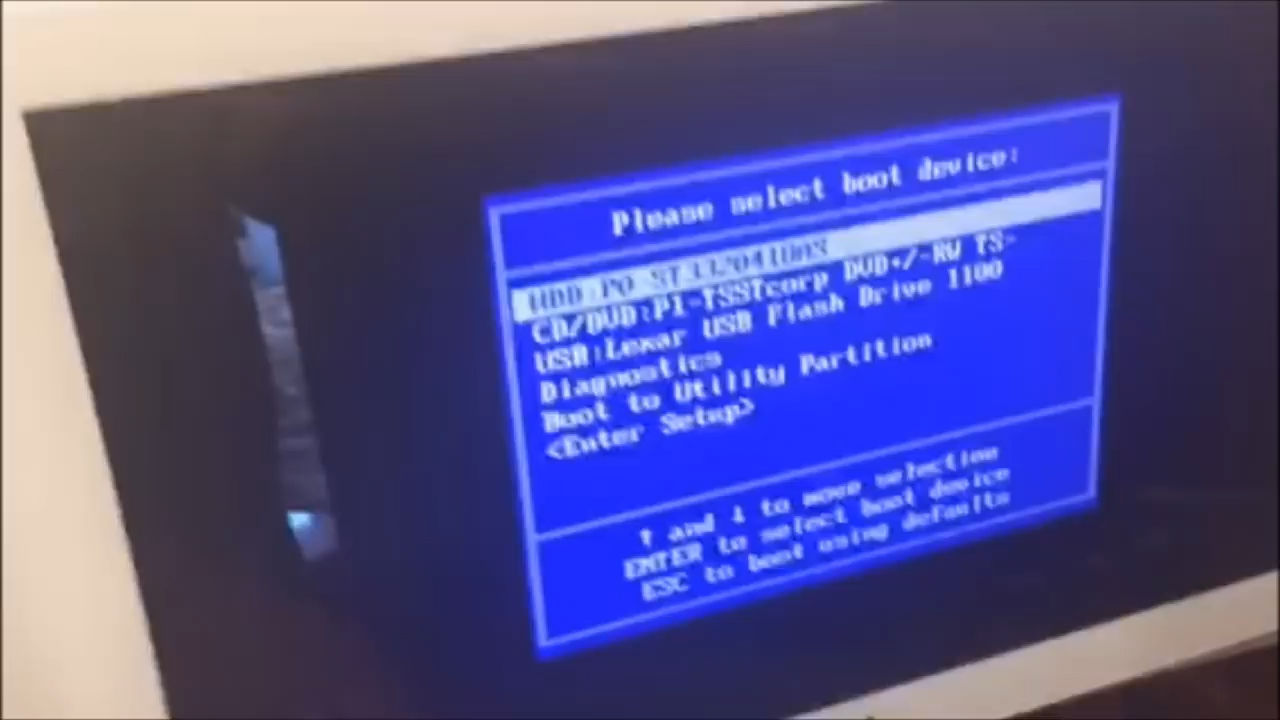 Please select boot device:
HDD:P0
CD/DVD:P1-TSSTcorp DVD+/-RW TS-
USB:Lexar USB Flash Drive 1100
Diagnostics
Boot to Utility Partition
<Enter Setup>
↑ and ↓ to move selection
ENTER to select boot device
ESC to boot using defaults